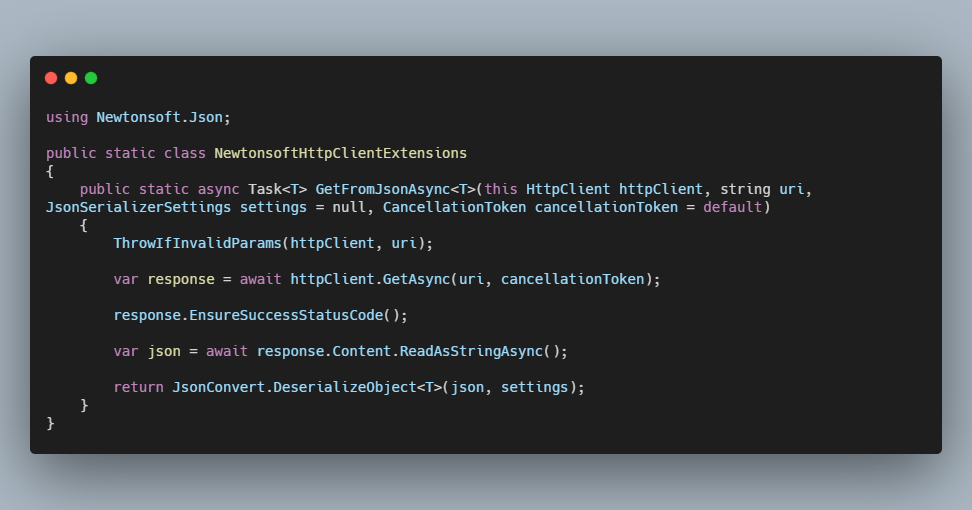 using Newtonsoft.Json;
public static class NewtonsoftHttpClientExtensions
{
public static async Task<T> GetFromJsonAsync<T>(this HttpClient httpClient, string uri,
JsonSerializerSettings settings = null, CancellationToken cancellationToken = default)
{
ThrowIfInvalidParams(httpClient, uri);
var response = await httpClient.GetAsync(uri, cancellationToken);
response.EnsureSuccessStatusCode();
var json = await response.Content.ReadAsStringAsync();
return JsonConvert.DeserializeObject<T>(json, settings);
}
}